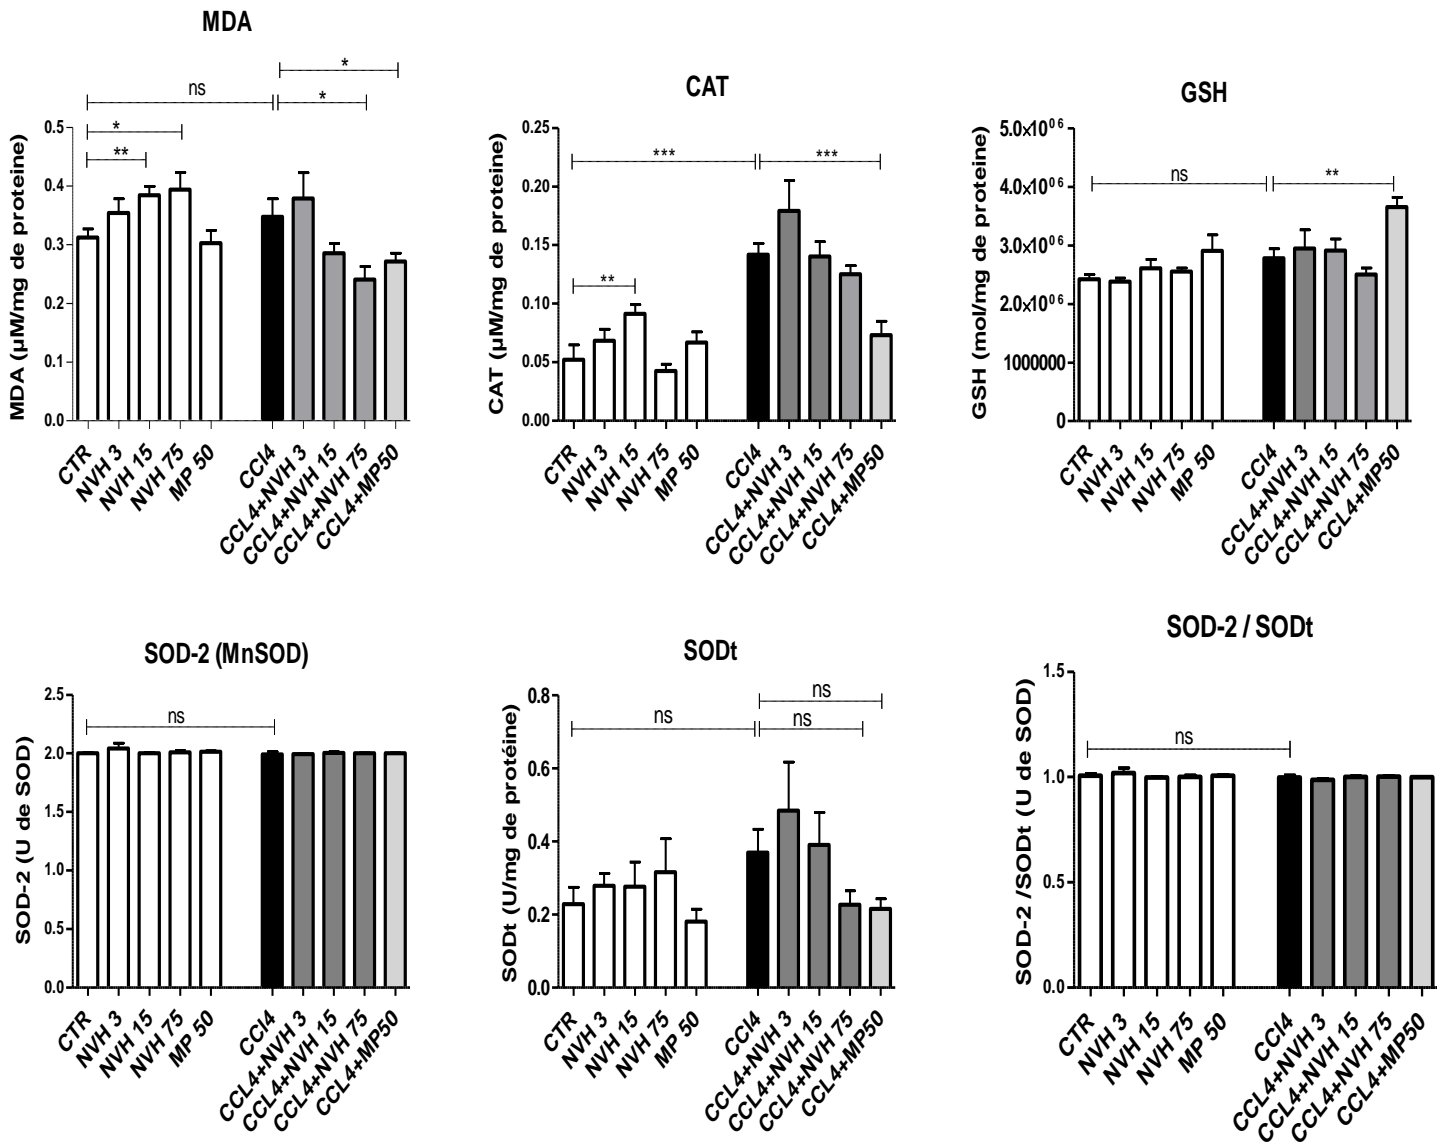 MDA
*
ns
*
*
**
MDA (µM/mg de proteine)
0.5
0.4
0.3
0.2
0.1
0.0
CTR
NVH 3
NVH 15
NVH 75
MP 50
CCl4
CCL4+NVH 3
CCL4+NVH 15
CCL4+NVH 75
CCL4+MP50
CAT
***
***
**
CAT (µM/mg de proteine)
0.25
0.20
0.15
0.10
0.05
0.00
CTR
NVH 3
NVH 15
NVH 75
MP 50
CCl4
CCL4+NVH 3
CCL4+NVH 15
CCL4+NVH 75
CCL4+MP50
GSH
ns
**
GSH (mol/mg de proteine)
5.0×10⁰⁶
4.0×10⁰⁶
3.0×10⁰⁶
2.0×10⁰⁶
1000000
0
CTR
NVH 3
NVH 15
NVH 75
MP 50
CCl4
CCL4+NVH 3
CCL4+NVH 15
CCL4+NVH 75
CCL4+MP50
SOD-2 (MnSOD)
ns
SOD-2 (U de SOD)
2.5
2.0
1.5
1.0
0.5
0.0
CTR
NVH 3
NVH 15
NVH 75
MP 50
CCl4
CCL4+NVH 3
CCL4+NVH 15
CCL4+NVH 75
CCL4+MP50
SODt
ns
ns
ns
SODt (U/mg de protéine)
0.8
0.6
0.4
0.2
0.0
CTR
NVH 3
NVH 15
NVH 75
MP 50
CCl4
CCL4+NVH 3
CCL4+NVH 15
CCL4+NVH 75
CCL4+MP50
SOD-2 / SODt
ns
SOD-2 /SODt (U de SOD)
1.5
1.0
0.5
0.0
CTR
NVH 3
NVH 15
NVH 75
MP 50
CCl4
CCL4+NVH 3
CCL4+NVH 15
CCL4+NVH 75
CCL4+MP50